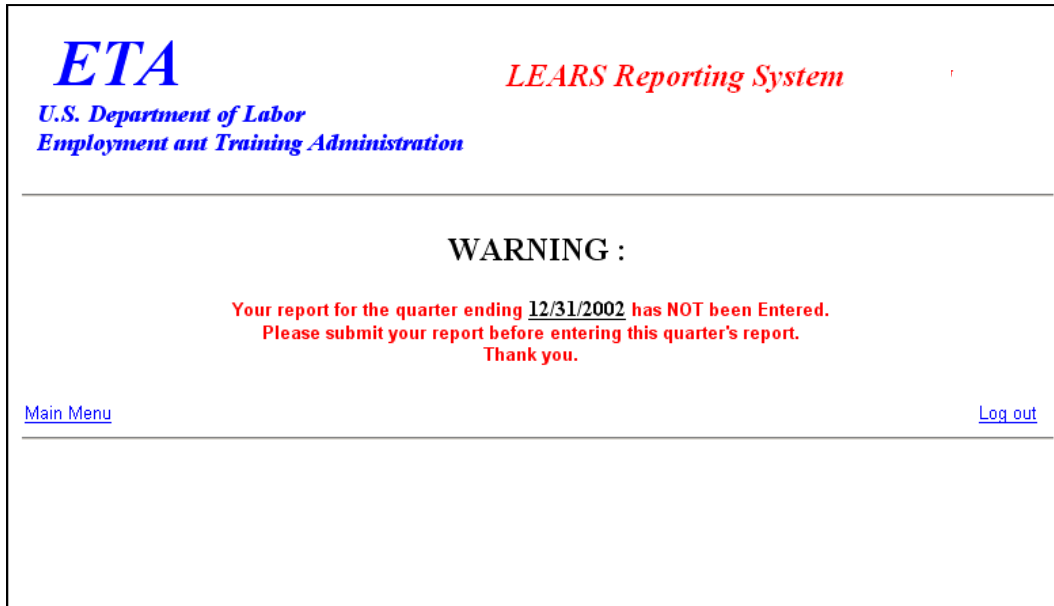 ETA
LEARS Reporting System
U.S. Department of Labor
Employment ant Training Administration
WARNING :
Your report for the quarter ending 12/31/2002 has NOT been Entered.
Please submit your report before entering this quarter's report.
Thank you.
Main Menu
Log out